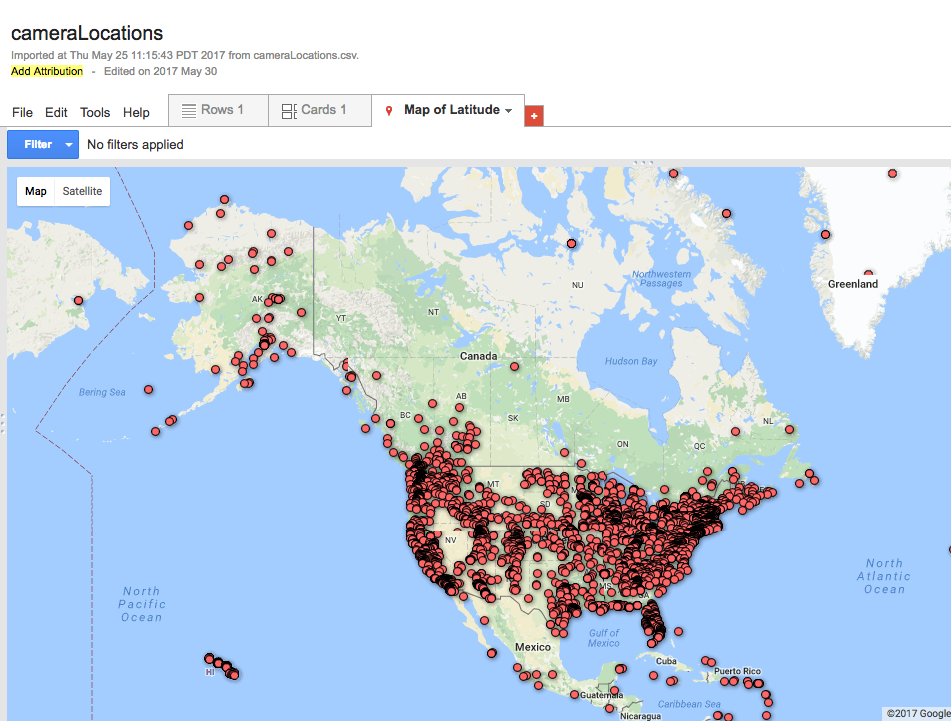 cameraLocations
Imported at Thu May 25 11:15:43 PDT 2017 from cameraLocations.csv.
Add Attribution - Edited on 2017 May 30
File Edit Tools Help Rows 1 Cards 1 Map of Latitude
Filter No filters applied
Map Satellite
Northwestern
Passages
NU
Greenland
AK
YT
NT
Canada
Hudson Bay
Bering Sea
AB
MB
BC
SK
NL
ON
QC
MT
SD
NV
MS
GA
North
Pacific
Ocean
North
Atlantic
Ocean
Gulf of
Mexico
Mexico
Cuba
HI
Puerto Rico
Guatemala
Caribbean Sea
Nicaragua
©2017 Google